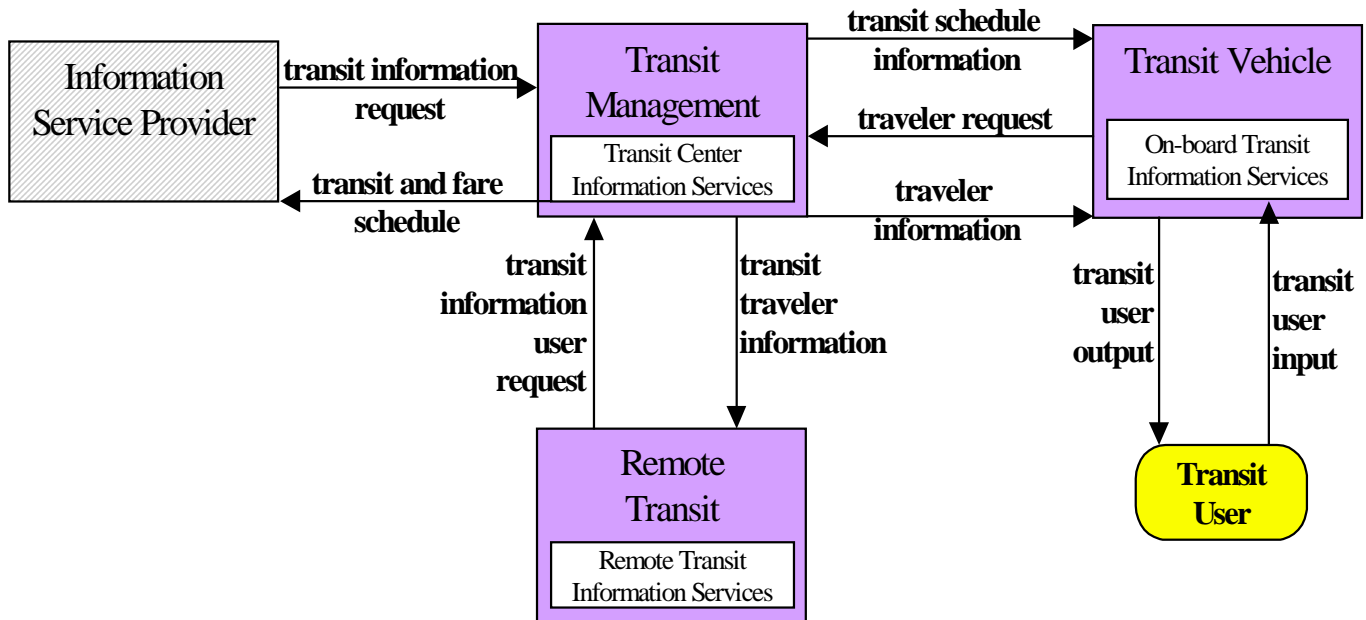 Information
Service Provider
transit information
request
transit and fare
schedule
Transit
Management
Transit Center
Information Services
transit schedule
information
traveler request
traveler
information
Transit Vehicle
On-board Transit
Information Services
transit
information
user
request
transit
traveler
information
transit
user
output
transit
user
input
Remote
Transit
Remote Transit
Information Services
Transit
User